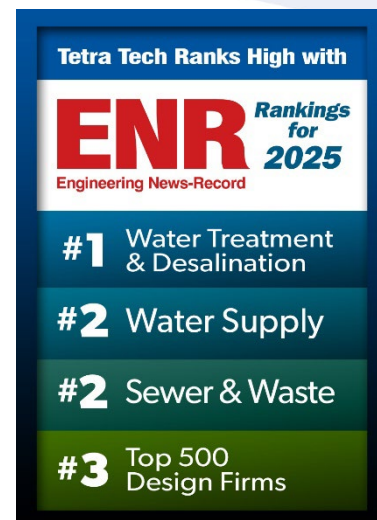 Tetra Tech Ranks High with
ENR
Engineering News-Record
Rankings
for
2025
#1 Water Treatment
& Desalination
#2 Water Supply
#2 Sewer & Waste
#3 Top 500
Design Firms